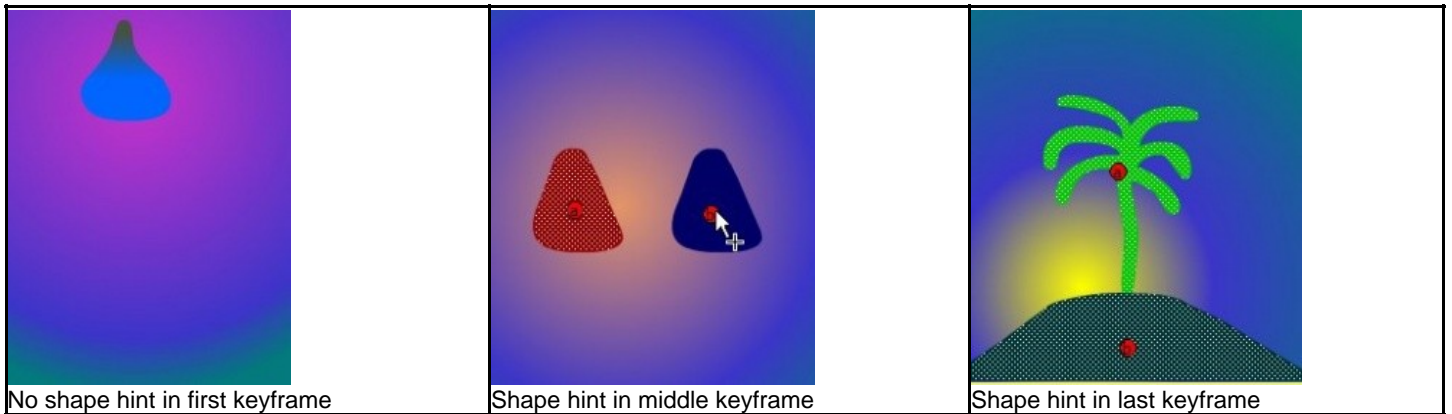 No shape hint in first keyframe
Shape hint in middle keyframe
Shape hint in last keyframe